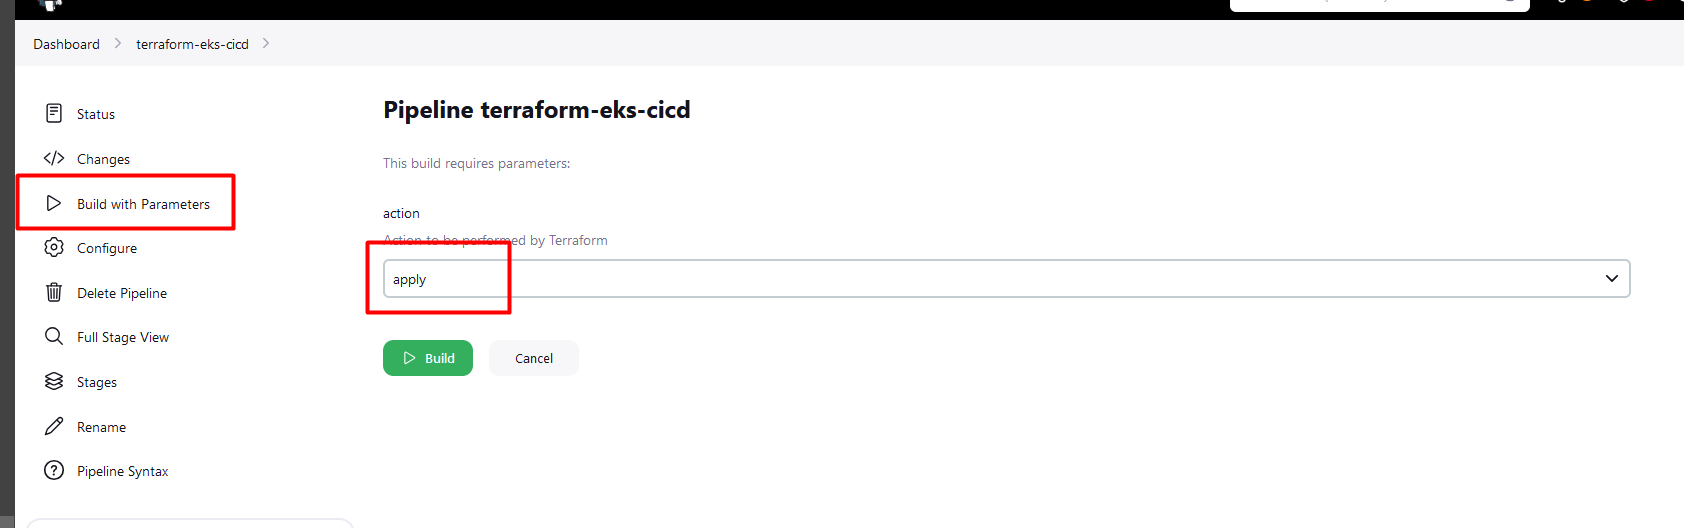 Dashboard
terraform-eks-cicd
Status
Changes
Build with Parameters
Configure
Delete Pipeline
Full Stage View
Stages
Rename
Pipeline Syntax
Pipeline terraform-eks-cicd
This build requires parameters:
action
Action to be performed by Terraform
apply
Build
Cancel